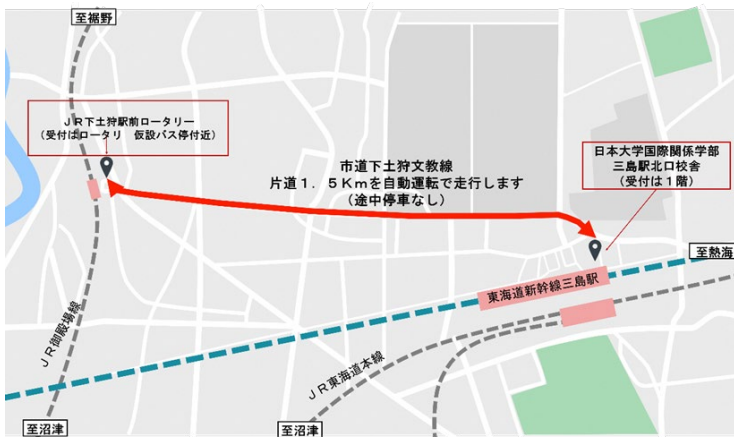 至裾野
JR下土狩駅前ロータリー
(受付はロータリ 仮設バス停付近)
市道下土狩文教線
片道1.5Kmを自動運転で走行します
(途中停車なし)
日本大学国際関係学部
三島駅北口校舎
(受付は1階)
至熱海
東海道新幹線三島駅
JR御殿場線
JR東海道本線
至沼津
至沼津